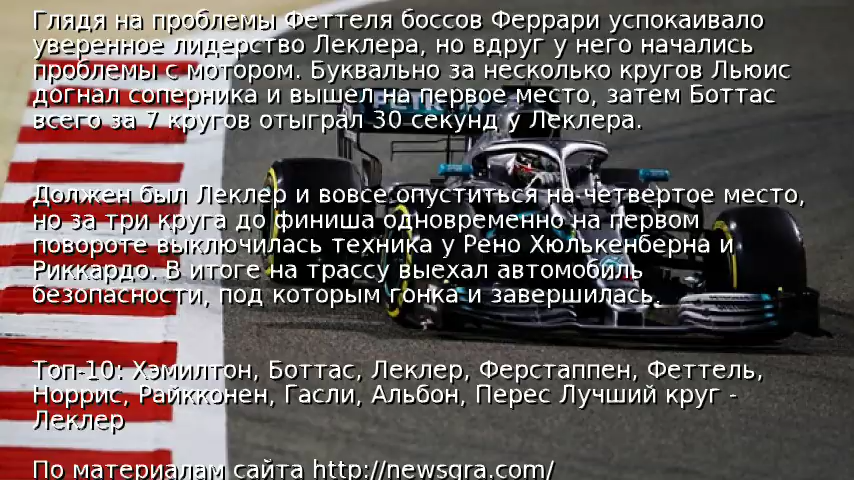 Глядя на проблемы Феттеля боссов Феррари успокаивало
уверенное лидерство Леклера, но вдруг у него начались
проблемы с мотором. Буквально за несколько кругов Льюис
догнал соперника и вышел на первое место, затем Боттас
всего за 7 кругов отыграл 30 секунд у Леклера.
Должен был Леклер и вовсе опуститься на четвертое место,
но за три круга до финиша одновременно на первом
повороте выключилась техника у Рено Хюлькенберна и
Риккардо. В итоге на трассу выехал автомобиль
безопасности, под которым гонка и завершилась.
Топ-10: Хэмилтон, Боттас, Леклер, Ферстаппен, Феттель,
Норрис, Райкконен, Гасли, Альбон, Перес Лучший круг -
Леклер
По материалам сайта http://newsgra.com/